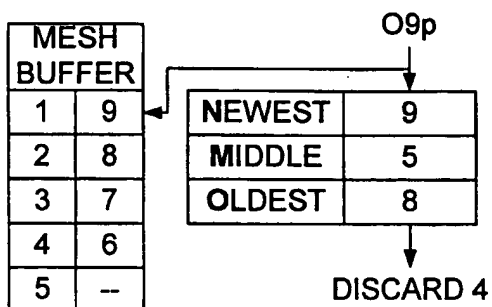 O9p
MESH
BUFFER
1 9
2 8
3 7
4 6
5 --
NEWEST 9
MIDDLE 5
OLDEST 8
DISCARD 4